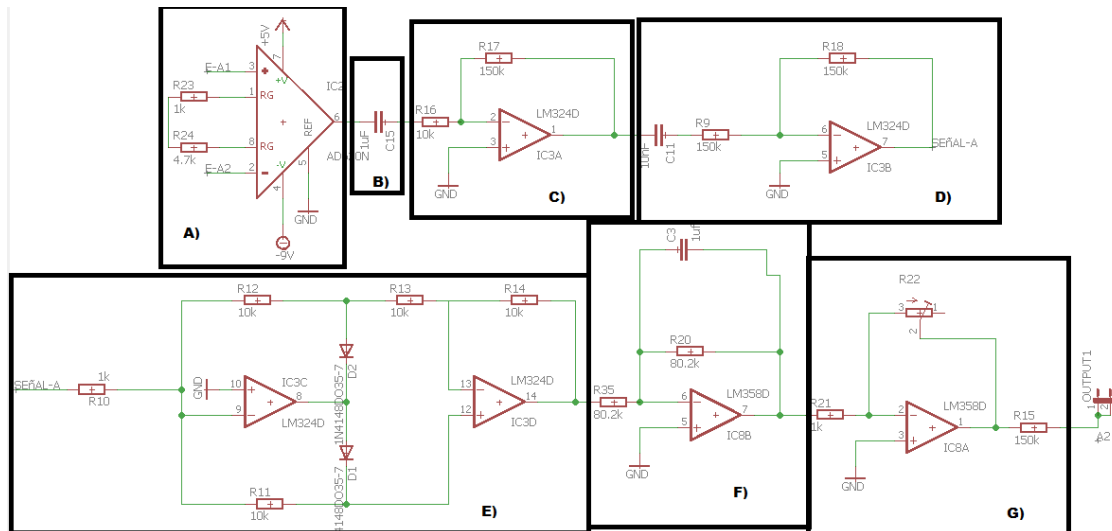 +5V
E-A1
3
7
+V
IC2
R23
1k
1
RG
6
REF
R24
4.7k
8
RG
-V
5
E-A2
2
4
GND
-9V
A)
1uF
C15
B)
R17
150k
R16
10k
2
3
1
LM324D
IC3A
GND
C)
C11
R9
150k
R18
150k
6
5
7
LM324D
IC3B
SEñAL-A
GND
D)
SEñAL-A
1k
R10
R12
10k
R13
10k
R14
10k
GND
10
9
8
IC3C
LM324D
D2
1N4148DO35-7
D1
R11
10k
13
12
14
LM324D
IC3D
E)
C3
1uf
R20
80.2k
R35
80.2k
6
5
7
LM358D
IC8B
GND
F)
R22
3
1
2
R21
1k
2
3
1
LM358D
IC8A
GND
R15
150k
OUTPUT1
1
2
A2
G)